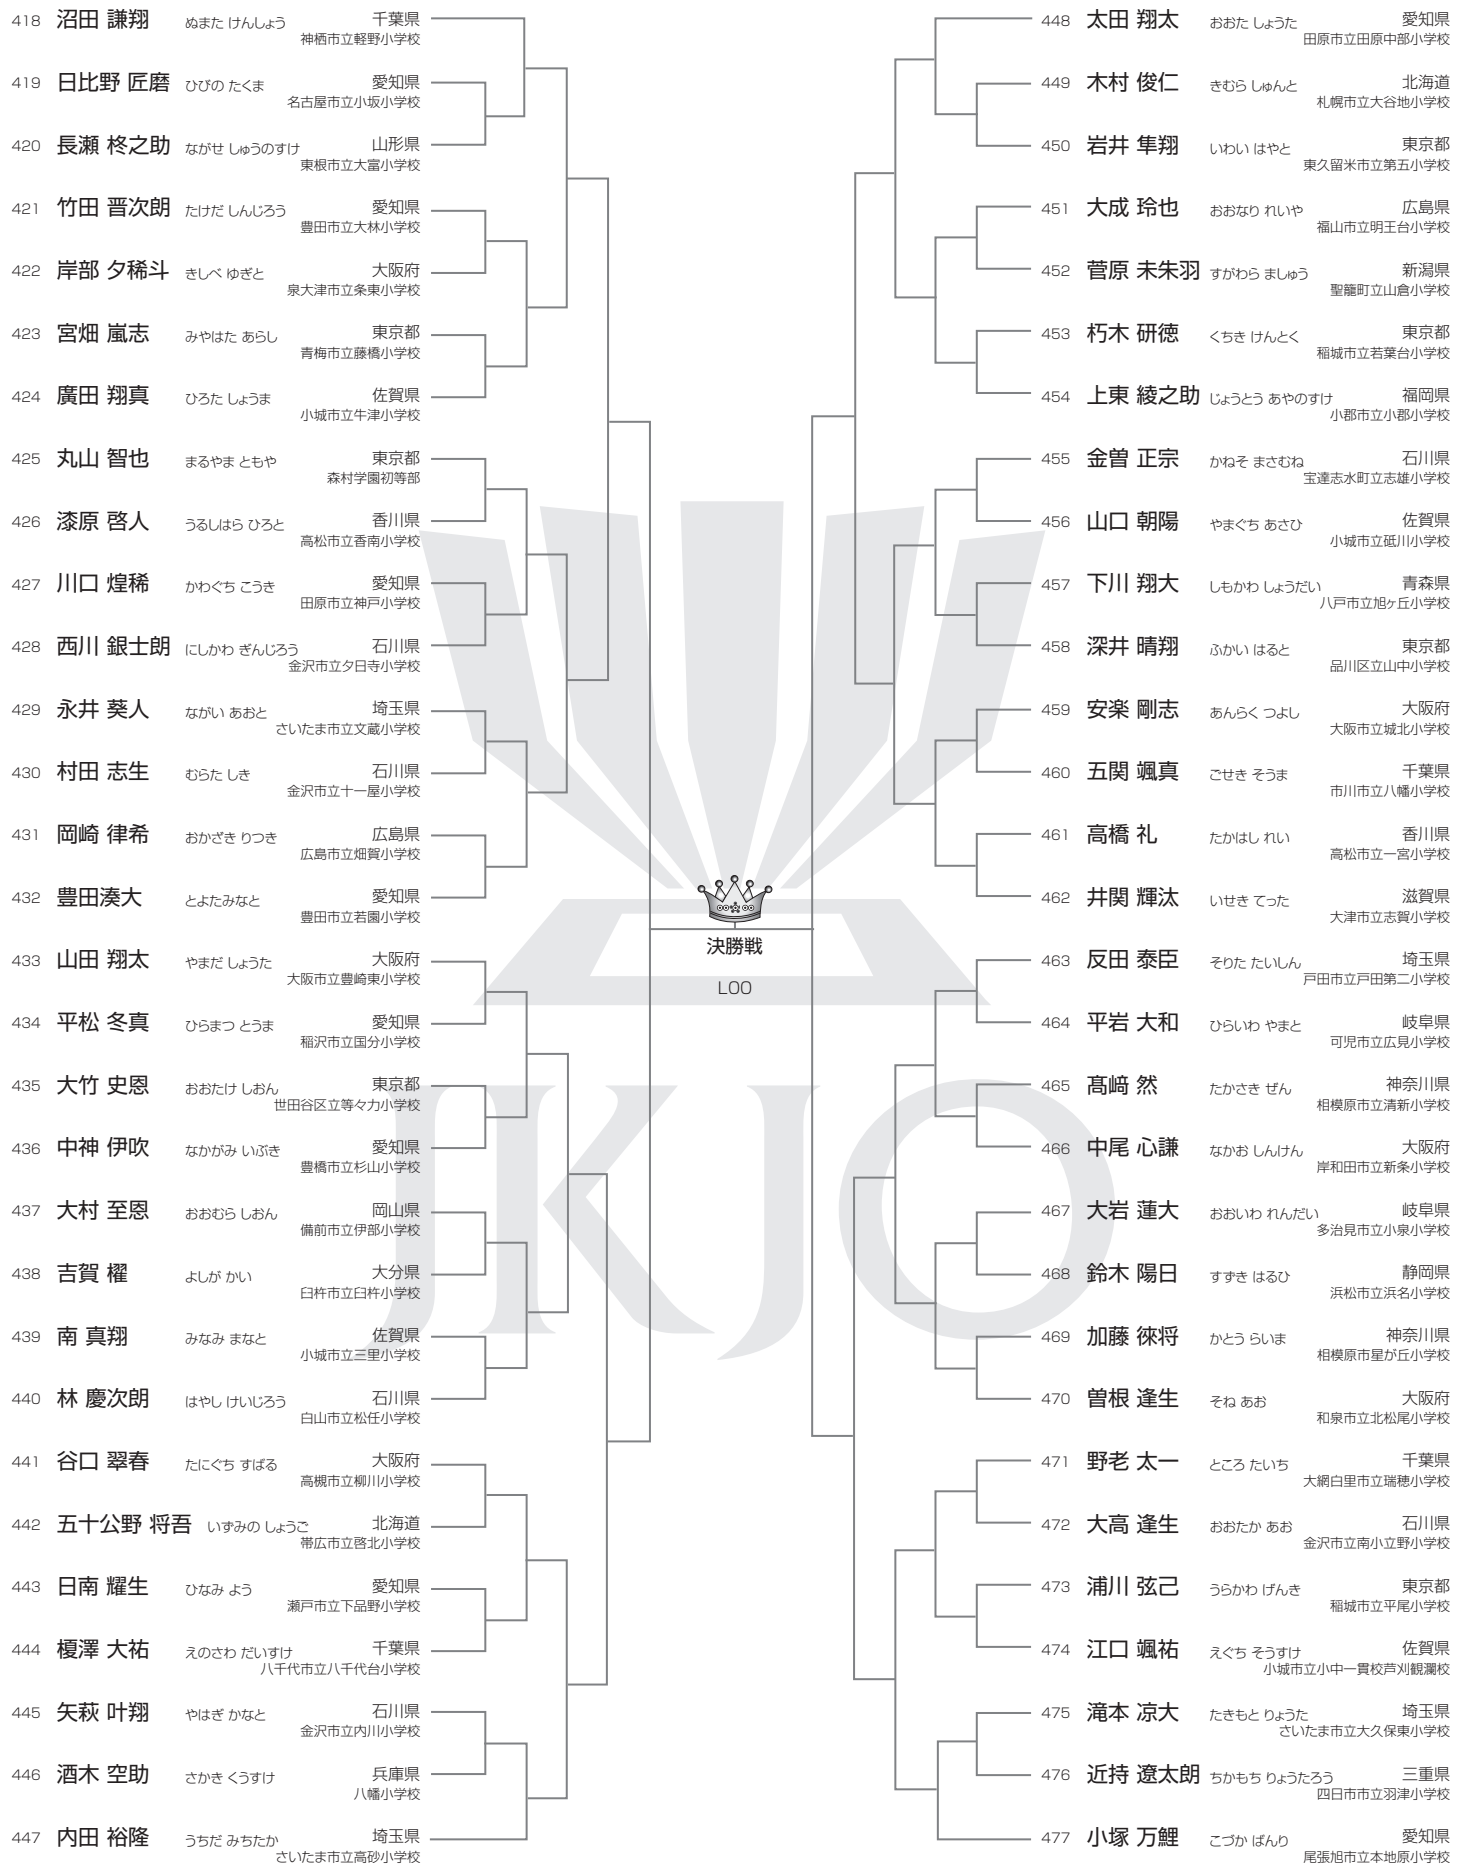 418 沼田 謙翔 ぬまた けんしょう 千葉県
神栖市立軽野小学校
419 日比野 匠磨 ひびの たくま 愛知県
名古屋市立小坂小学校
420 長瀬 柊之助 ながせ しゅうのすけ 山形県
東根市立大富小学校
421 竹田 晋次朗 たけだ しんじろう 愛知県
豊田市立大林小学校
422 岸部 夕稀斗 きしべ ゆぎと 大阪府
泉大津市立条東小学校
423 宮畑 嵐志 みやはた あらし 東京都
青梅市立藤橋小学校
424 廣田 翔真 ひろた しょうま 佐賀県
小城市立牛津小学校
425 丸山 智也 まるやま ともや 東京都
森村学園初等部
426 漆原 啓人 うるしはら ひろと 香川県
高松市立香南小学校
427 川口 煌稀 かわぐち こうき 愛知県
田原市立神戸小学校
428 西川 銀士朗 にしかわ ぎんじろう 石川県
金沢市立夕日寺小学校
429 永井 葵人 ながい あおと 埼玉県
さいたま市立文蔵小学校
430 村田 志生 むらた しき 石川県
金沢市立十一屋小学校
431 岡崎 律希 おかざき りつき 広島県
広島市立畑賀小学校
432 豊田湊大 とよたみなと 愛知県
豊田市立若園小学校
433 山田 翔太 やまだ しょうた 大阪府
大阪市立豊崎東小学校
434 平松 冬真 ひらまつ とうま 愛知県
稲沢市立国分小学校
435 大竹 史恩 おおたけ しおん 東京都
世田谷区立等々力小学校
436 中神 伊吹 なかがみ いぶき 愛知県
豊橋市立杉山小学校
437 大村 至恩 おおむら しおん 岡山県
備前市立伊部小学校
438 吉賀 櫂 よしが かい 大分県
臼杵市立臼杵小学校
439 南 真翔 みなみ まなと 佐賀県
小城市立三里小学校
440 林 慶次朗 はやし けいじろう 石川県
白山市立松任小学校
441 谷口 翠春 たにぐち すばる 大阪府
高槻市立柳川小学校
442 五十公野 将吾 いずみの しょうご 北海道
帯広市立啓北小学校
443 日南 耀生 ひなみ よう 愛知県
瀬戸市立下品野小学校
444 榎澤 大祐 えのさわ だいすけ 千葉県
八千代市立八千代台小学校
445 矢萩 叶翔 やはぎ かなと 石川県
金沢市立内川小学校
446 酒木 空助 さかき くうすけ 兵庫県
八幡小学校
447 内田 裕隆 うちだ みちたか 埼玉県
さいたま市立高砂小学校
決勝戦
L00
JKJO
448 太田 翔太 おおた しょうた 愛知県
田原市立田原中部小学校
449 木村 俊仁 きむら しゅんと 北海道
札幌市立大谷地小学校
450 岩井 隼翔 いわい はやと 東京都
東久留米市立第五小学校
451 大成 玲也 おおなり れいや 広島県
福山市立明王台小学校
452 菅原 未朱羽 すがわら ましゅう 新潟県
聖籠町立山倉小学校
453 朽木 研徳 くちき けんとく 東京都
稲城市立若葉台小学校
454 上東 綾之助 じょうとう あやのすけ 福岡県
小郡市立小郡小学校
455 金曽 正宗 かねそ まさむね 石川県
宝達志水町立志雄小学校
456 山口 朝陽 やまぐち あさひ 佐賀県
小城市立砥川小学校
457 下川 翔大 しもかわ しょうだい 青森県
八戸市立旭ヶ丘小学校
458 深井 晴翔 ふかい はると 東京都
品川区立山中小学校
459 安楽 剛志 あんらく つよし 大阪府
大阪市立城北小学校
460 五関 颯真 ごせき そうま 千葉県
市川市立八幡小学校
461 高橋 礼 たかはし れい 香川県
高松市立一宮小学校
462 井関 輝汰 いせき てった 滋賀県
大津市立志賀小学校
463 反田 泰臣 そりた たいしん 埼玉県
戸田市立戸田第二小学校
464 平岩 大和 ひらいわ やまと 岐阜県
可児市立広見小学校
465 髙﨑 然 たかさき ぜん 神奈川県
相模原市立清新小学校
466 中尾 心謙 なかお しんけん 大阪府
岸和田市立新条小学校
467 大岩 蓮大 おおいわ れんだい 岐阜県
多治見市立小泉小学校
468 鈴木 陽日 すずき はるひ 静岡県
浜松市立浜名小学校
469 加藤 徠将 かとう らいま 神奈川県
相模原市星が丘小学校
470 曽根 逢生 そね あお 大阪府
和泉市立北松尾小学校
471 野老 太一 ところ たいち 千葉県
大網白里市立瑞穂小学校
472 大高 逢生 おおたか あお 石川県
金沢市立南小立野小学校
473 浦川 弦己 うらかわ げんき 東京都
稲城市立平尾小学校
474 江口 颯祐 えぐち そうすけ 佐賀県
小城市立小中一貫校芦刈観瀾校
475 滝本 凉大 たきもと りょうた 埼玉県
さいたま市立大久保東小学校
476 近持 遼太朗 ちかもち りょうたろう 三重県
四日市市立羽津小学校
477 小塚 万鯉 こづか ばんり 愛知県
尾張旭市立本地原小学校